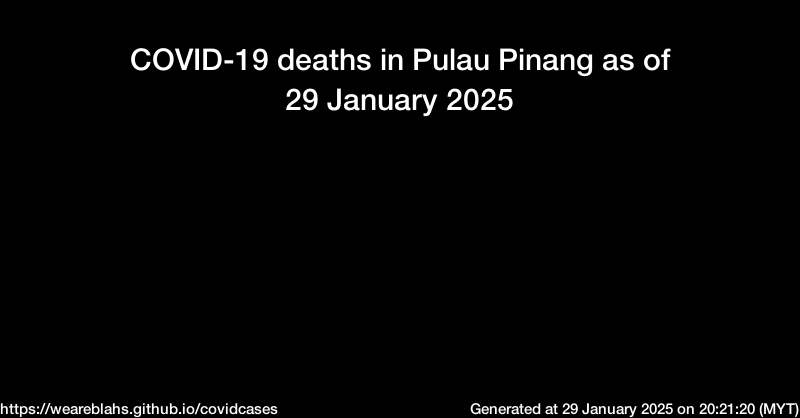 COVID-19 deaths in Pulau Pinang as of
29 January 2025
https://weareblahs.github.io/covidcases
Generated at 29 January 2025 on 20:21:20 (MYT)